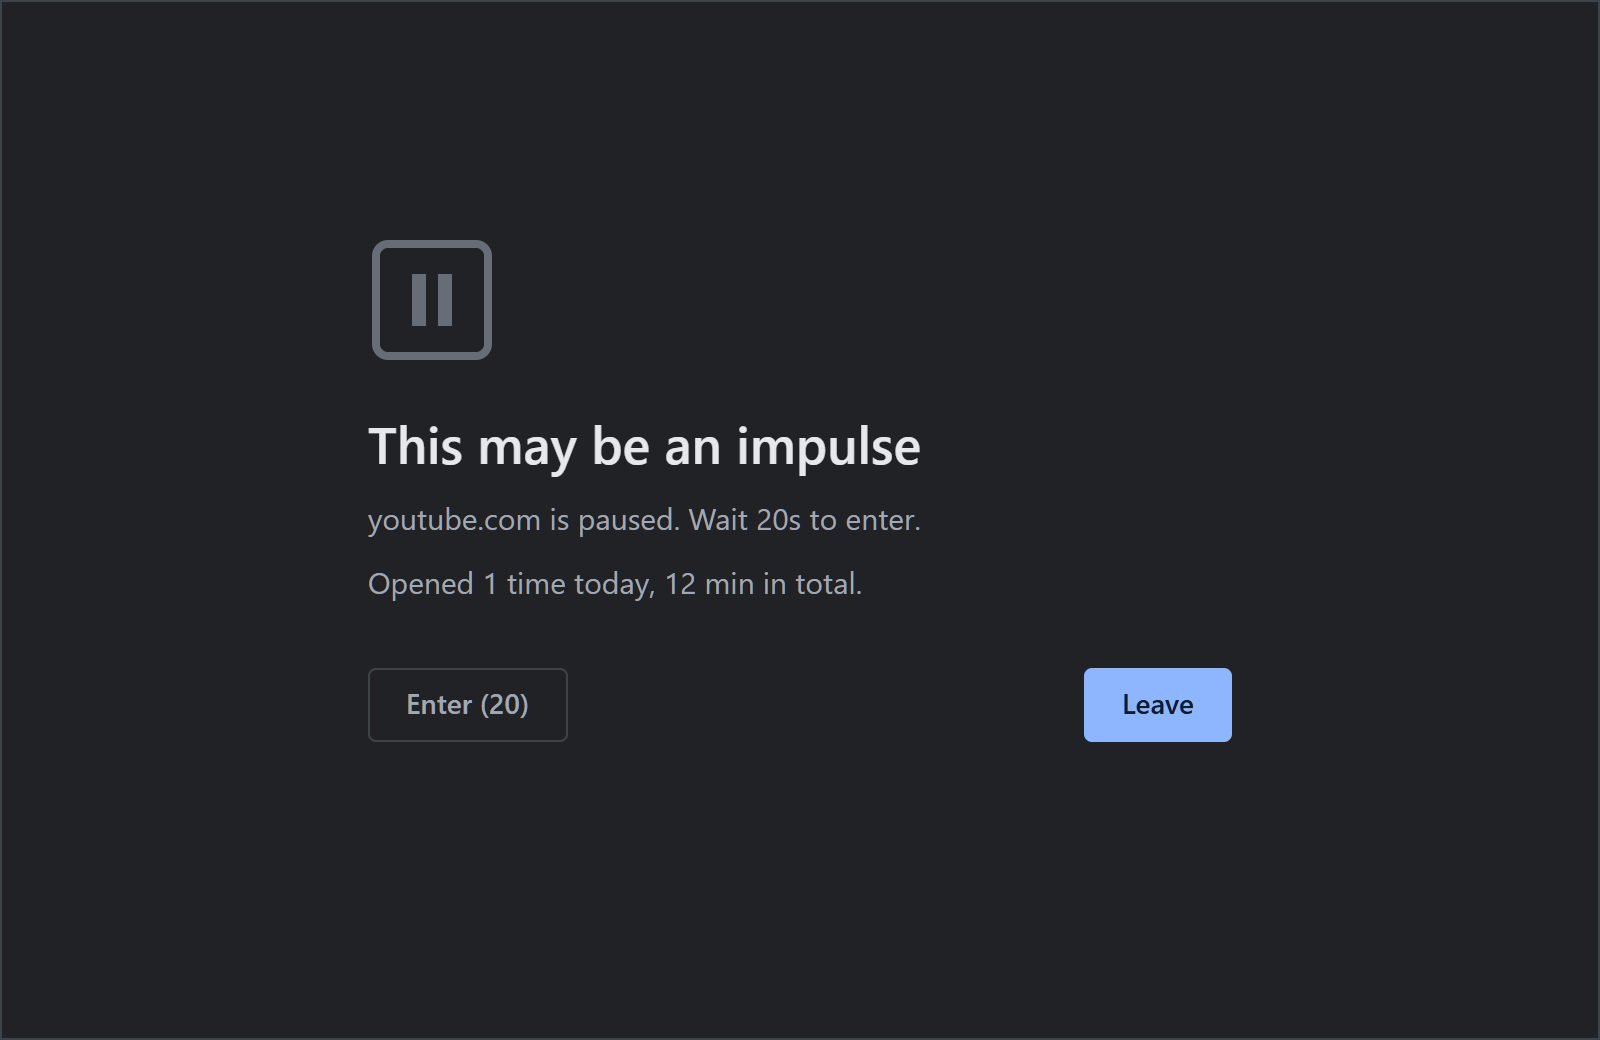 This may be an impulse
youtube.com is paused. Wait 20s to enter.
Opened 1 time today, 12 min in total.
Enter (20)
Leave